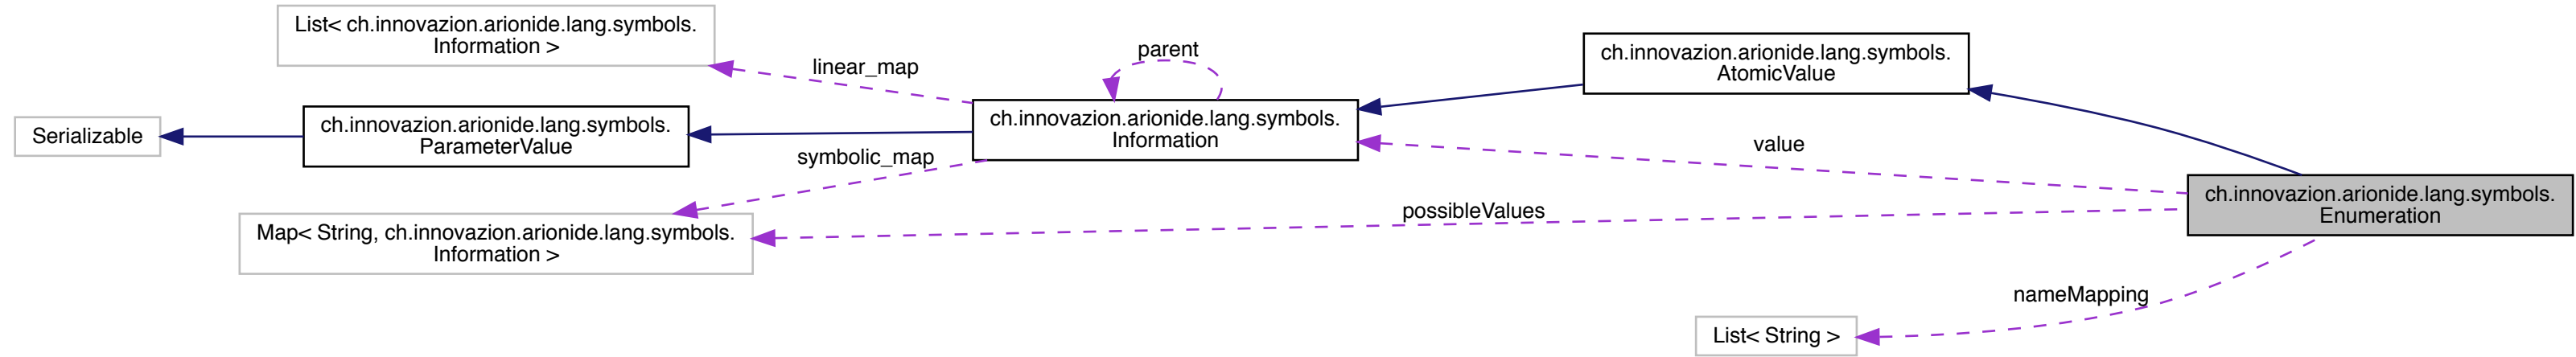 List< ch.innovazion.arionide.lang.symbols.
Information >
linear_map
parent
ch.innovazion.arionide.lang.symbols.
AtomicValue
Serializable
ch.innovazion.arionide.lang.symbols.
ParameterValue
ch.innovazion.arionide.lang.symbols.
Information
symbolic_map
value
possibleValues
ch.innovazion.arionide.lang.symbols.
Enumeration
Map< String, ch.innovazion.arionide.lang.symbols.
Information >
nameMapping
List< String >